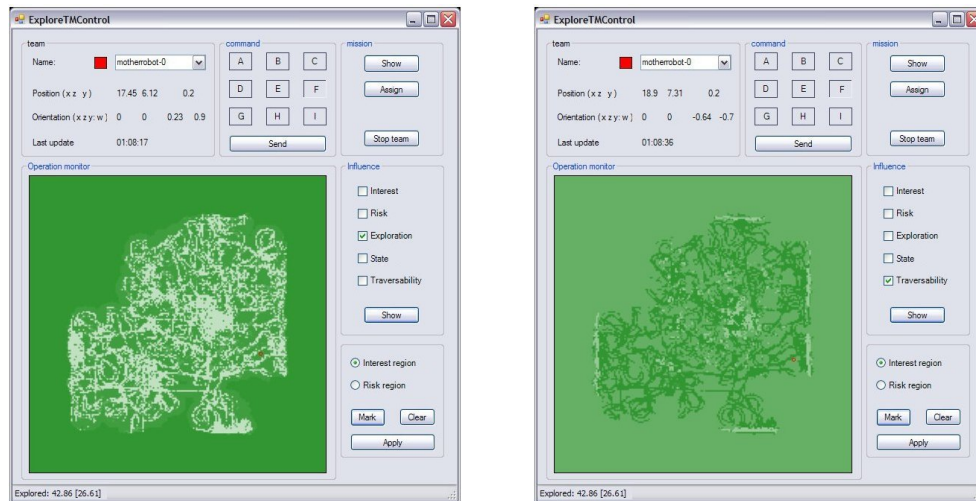 ExploreTMControl
team
Name: motherrobot-0
Position ( x z y ) 17.45 6.12 0.2
Orientation ( x z y: w ) 0 0 0.23 0.9
Last update 01:08:17
command
A B C
D E F
G H I
Send
mission
Show
Assign
Stop team
Operation monitor
Influence
Interest
Risk
Exploration
State
Traversability
Show
Interest region
Risk region
Mark Clear
Apply
Explored: 42.86 [26.61]
ExploreTMControl
team
Name: motherrobot-0
Position ( x z y ) 18.9 7.31 0.2
Orientation ( x z y: w ) 0 0 -0.64 -0.7
Last update 01:08:36
command
A B C
D E F
G H I
Send
mission
Show
Assign
Stop team
Operation monitor
Influence
Interest
Risk
Exploration
State
Traversability
Show
Interest region
Risk region
Mark Clear
Apply
Explored: 42.86 [26.61]